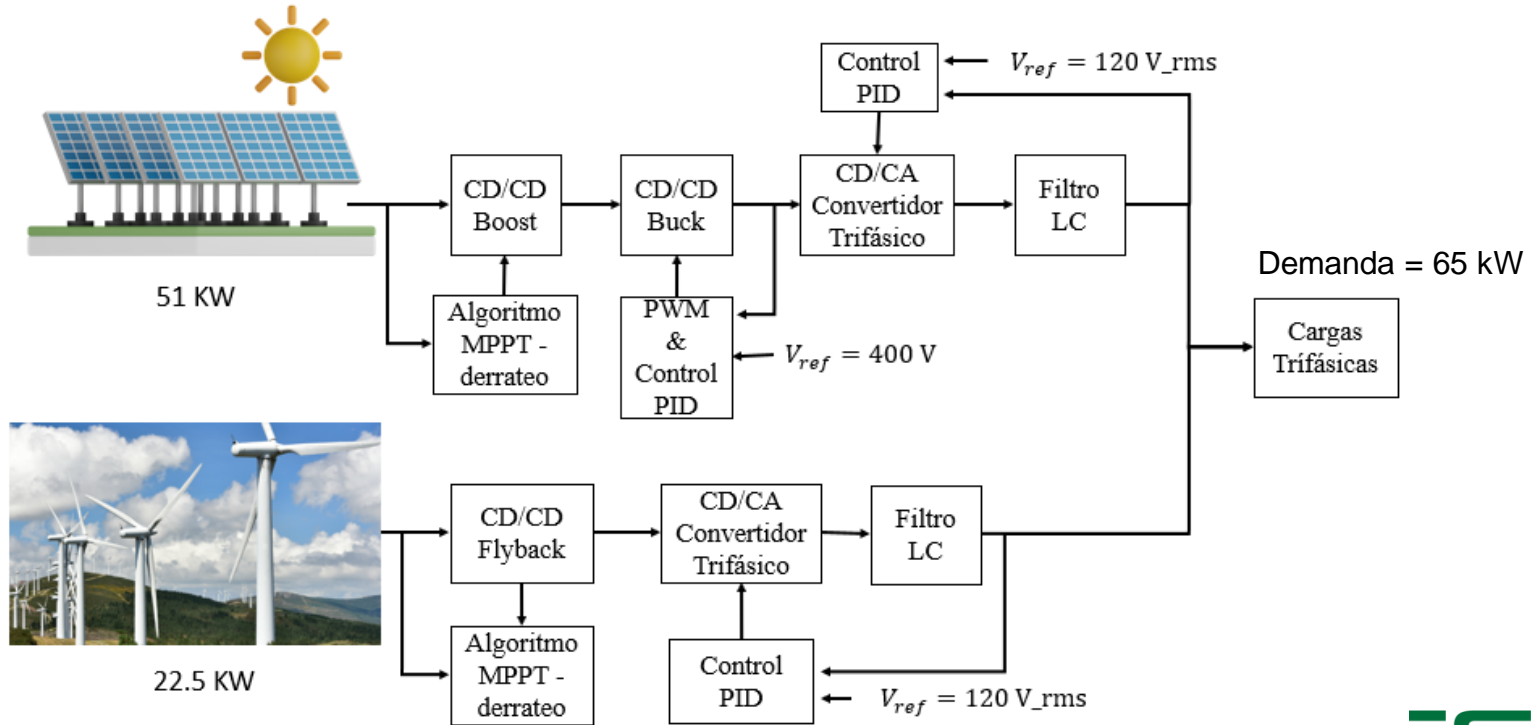 Control
PID
V_ref = 120 V_rms
CD/CD
Boost
CD/CD
Buck
CD/CA
Convertidor
Trifásico
Filtro
LC
Demanda = 65 kW
51 KW
Algoritmo
MPPT -
derrateo
PWM
&
Control
PID
V_ref = 400 V
Cargas
Trífásicas
CD/CD
Flyback
CD/CA
Convertidor
Trifásico
Filtro
LC
22.5 KW
Algoritmo
MPPT -
derrateo
Control
PID
V_ref = 120 V_rms